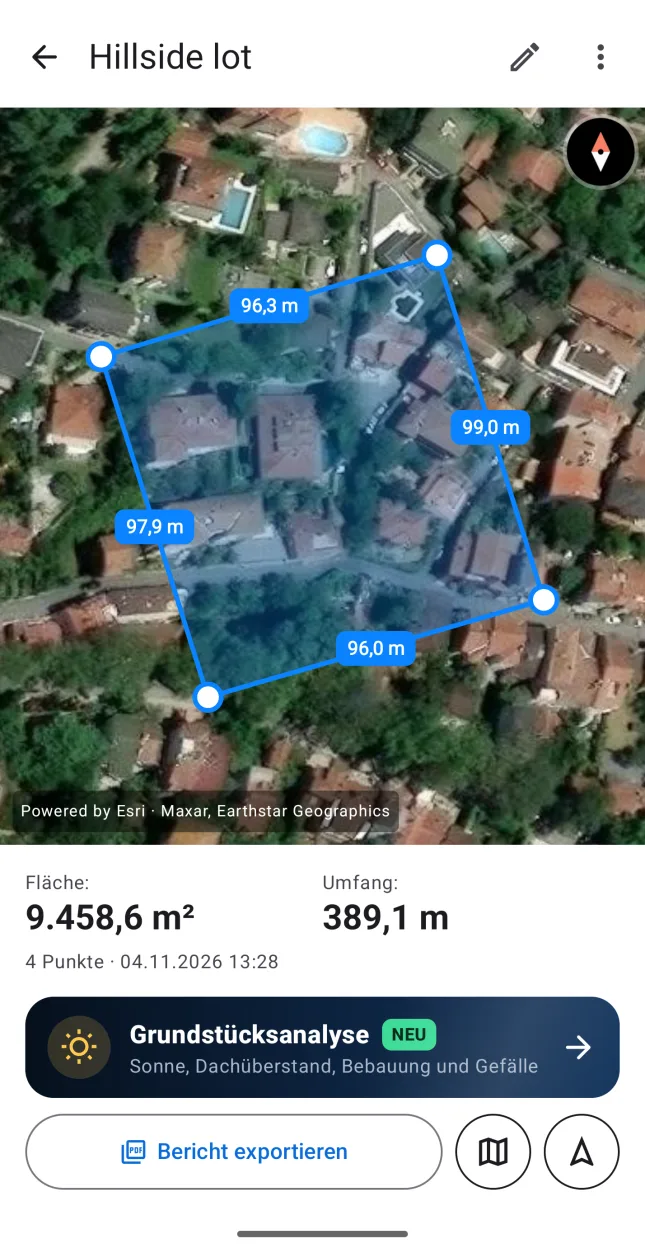 Hillside lot
96,3 m
99,0 m
97,9 m
96,0 m
Powered by Esri · Maxar, Earthstar Geographics
Fläche:
9.458,6 m²
Umfang:
389,1 m
4 Punkte · 04.11.2026 13:28
Grundstücksanalyse NEU
Sonne, Dachüberstand, Bebauung und Gefälle
PDF Bericht exportieren